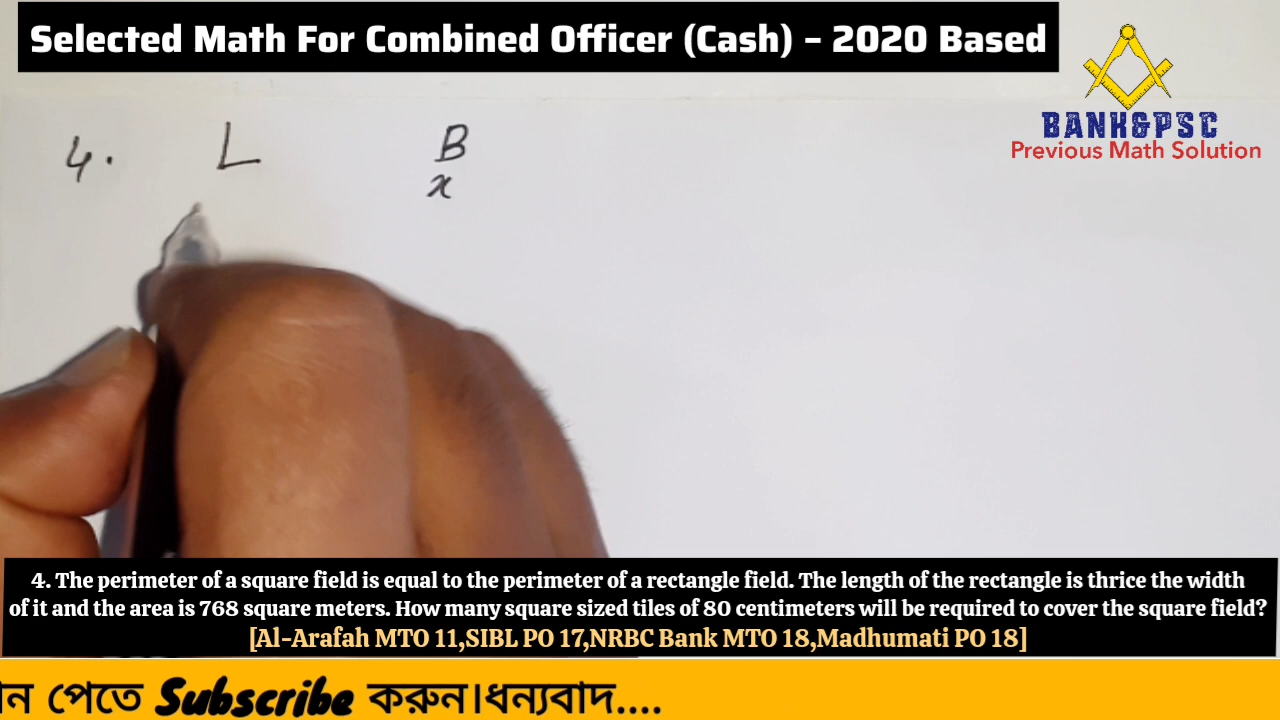 Selected Math For Combined Officer (Cash) – 2020 Based
BANK&PSC
Previous Math Solution
4. L B
x
4. The perimeter of a square field is equal to the perimeter of a rectangle field. The length of the rectangle is thrice the width
of it and the area is 768 square meters. How many square sized tiles of 80 centimeters will be required to cover the square field?
[Al-Arafah MTO 11,SIBL PO 17,NRBC Bank MTO 18,Madhumati PO 18]
পেতে Subscribe করুন।ধন্যবাদ....